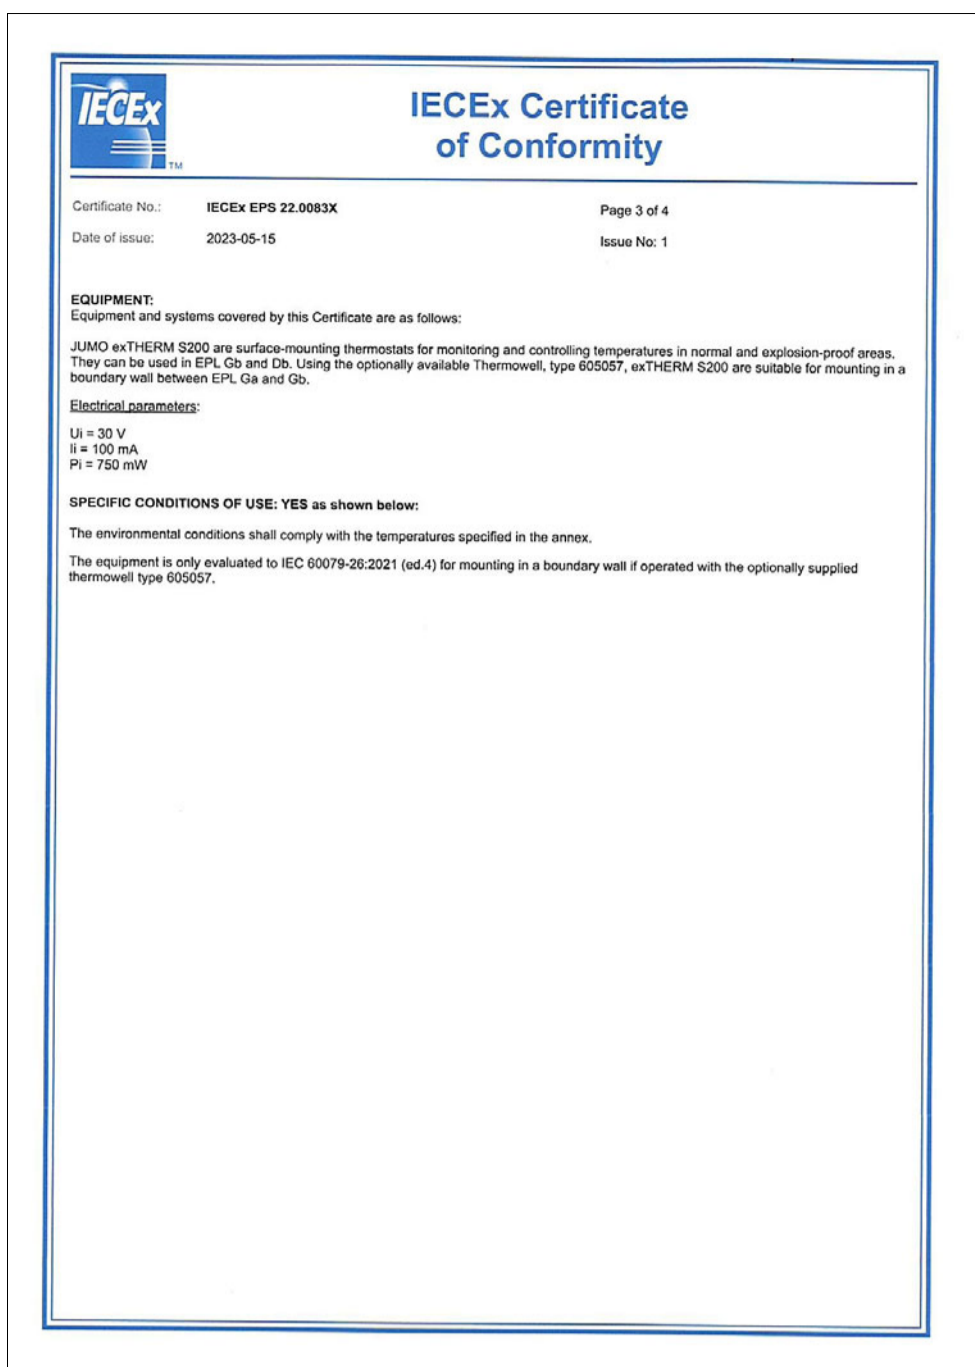 IECEx
TM
IECEx Certificate
of Conformity
Certificate No.: IECEx EPS 22.0083X Page 3 of 4
Date of issue: 2023-05-15 Issue No: 1
EQUIPMENT:
Equipment and systems covered by this Certificate are as follows:
JUMO exTHERM S200 are surface-mounting thermostats for monitoring and controlling temperatures in normal and explosion-proof areas.
They can be used in EPL Gb and Db. Using the optionally available Thermowell, type 605057, exTHERM S200 are suitable for mounting in a
boundary wall between EPL Ga and Gb.
Electrical parameters:
Ui = 30 V
Ii = 100 mA
Pi = 750 mW
SPECIFIC CONDITIONS OF USE: YES as shown below:
The environmental conditions shall comply with the temperatures specified in the annex.
The equipment is only evaluated to IEC 60079-26:2021 (ed.4) for mounting in a boundary wall if operated with the optionally supplied
thermowell type 605057.